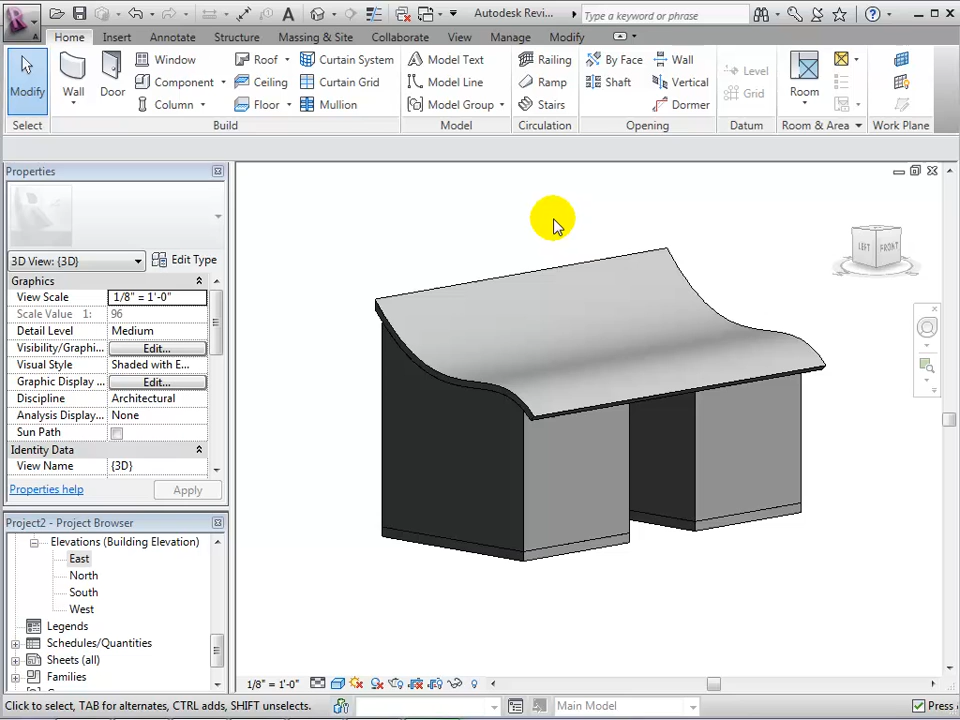 Autodesk Revi...
Type a keyword or phrase
Home Insert Annotate Structure Massing & Site Collaborate View Manage Modify
Modify
Wall
Door
Window
Component
Column
Roof
Ceiling
Floor
Curtain System
Curtain Grid
Mullion
Model Text
Model Line
Model Group
Railing
Ramp
Stairs
By Face
Shaft
Wall
Vertical
Dormer
Level
Grid
Room
Select Build Model Circulation Opening Datum Room & Area Work Plane
Properties
3D View: {3D} Edit Type
Graphics
View Scale 1/8" = 1'-0"
Scale Value 1: 96
Detail Level Medium
Visibility/Graphi... Edit...
Visual Style Shaded with E...
Graphic Display ... Edit...
Discipline Architectural
Analysis Display... None
Sun Path
Identity Data
View Name {3D}
Properties help Apply
Project2 - Project Browser
Elevations (Building Elevation)
East
North
South
West
Legends
Schedules/Quantities
Sheets (all)
Families
LEFT FRONT
1/8" = 1'-0"
Click to select, TAB for alternates, CTRL adds, SHIFT unselects.
Main Model
Press